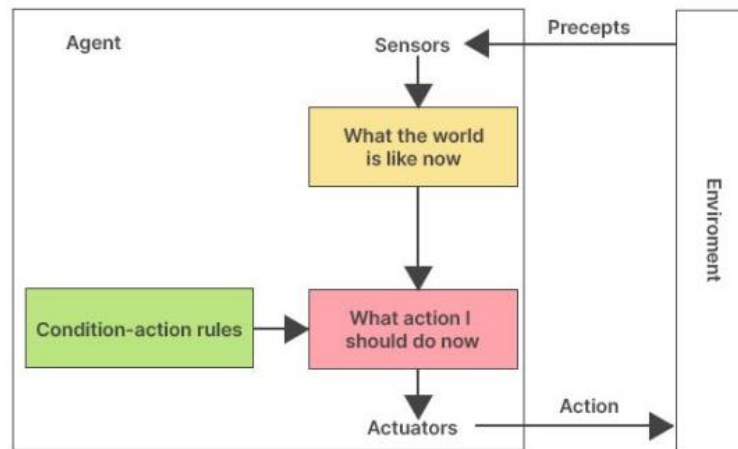 Agent
Sensors
Precepts
What the world
is like now
Enviroment
Condition-action rules
What action I
should do now
Actuators
Action